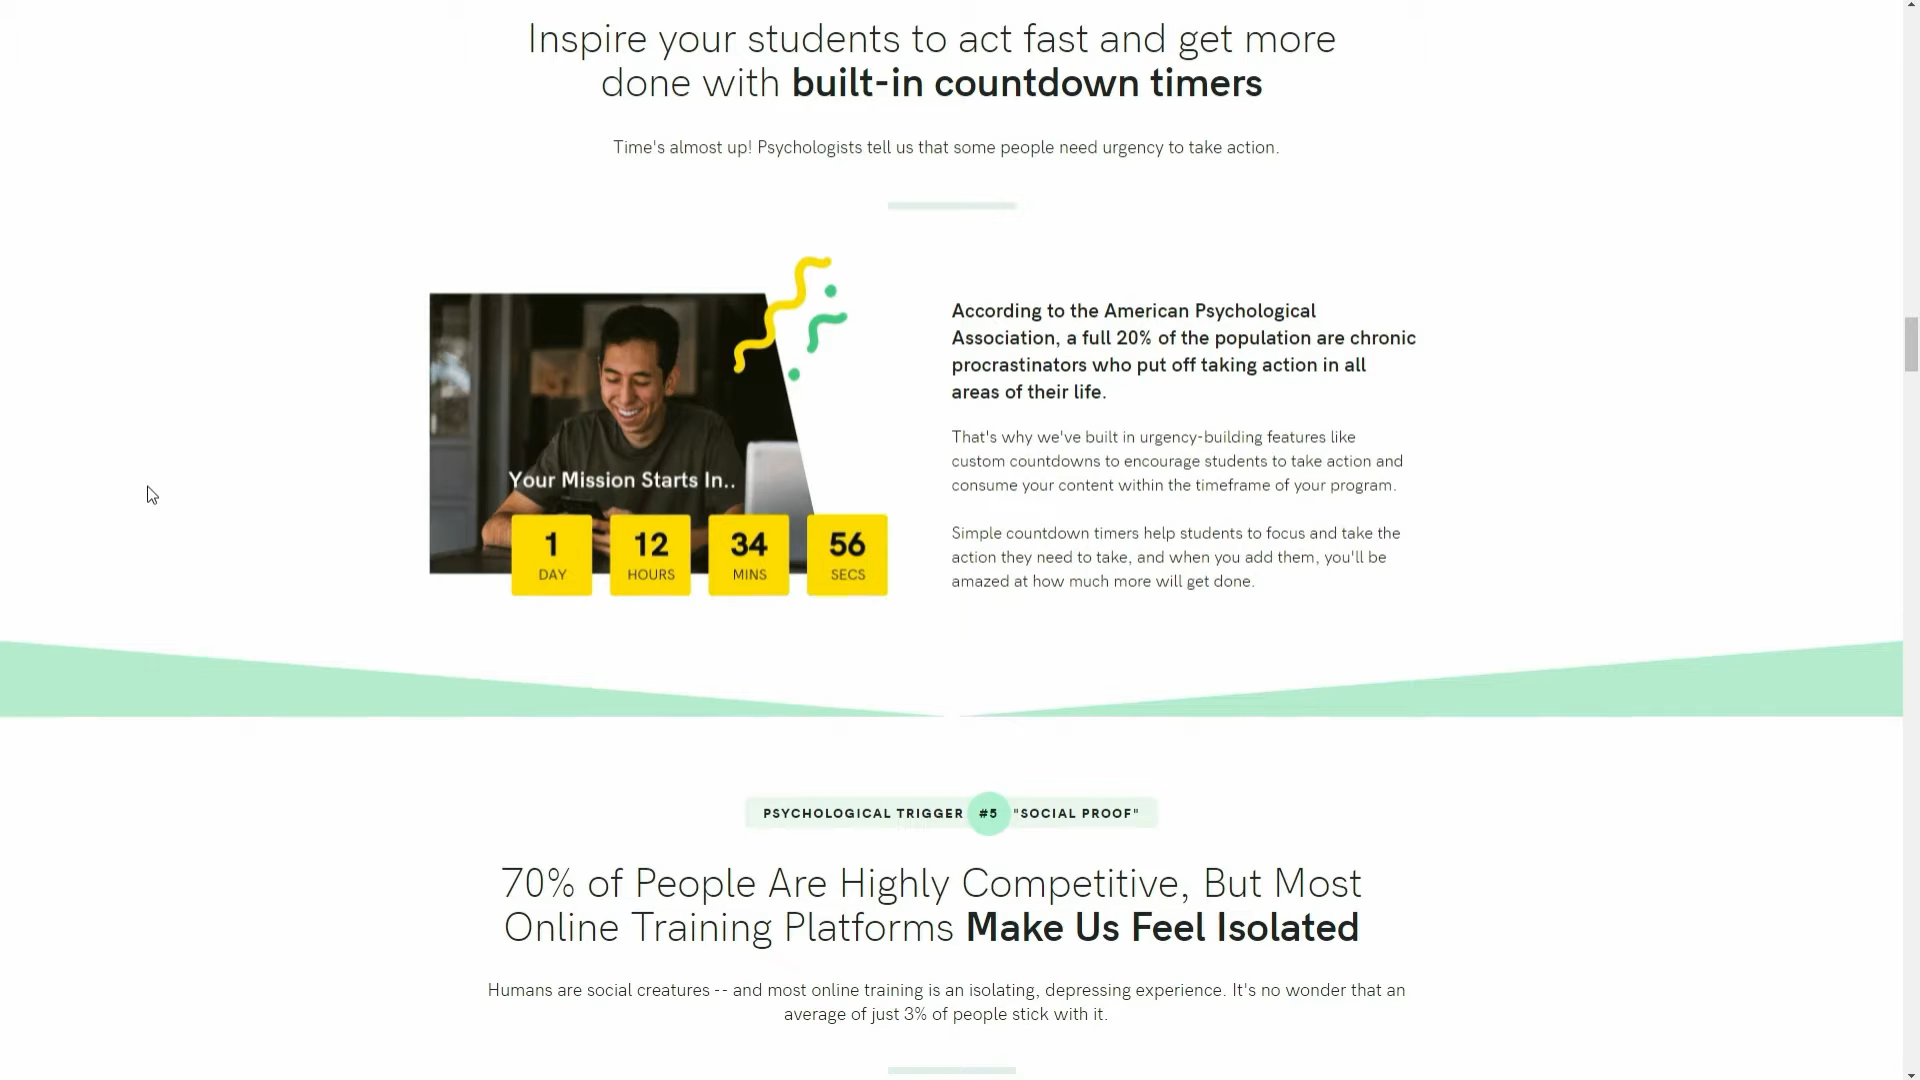 Inspire your students to act fast and get more
done with built-in countdown timers
Time's almost up! Psychologists tell us that some people need urgency to take action.
Your Mission Starts In..
1
DAY
12
HOURS
34
MINS
56
SECS
According to the American Psychological
Association, a full 20% of the population are chronic
procrastinators who put off taking action in all
areas of their life.
That's why we've built in urgency-building features like
custom countdowns to encourage students to take action and
consume your content within the timeframe of your program.
Simple countdown timers help students to focus and take the
action they need to take, and when you add them, you'll be
amazed at how much more will get done.
PSYCHOLOGICAL TRIGGER #5 "SOCIAL PROOF"
70% of People Are Highly Competitive, But Most
Online Training Platforms Make Us Feel Isolated
Humans are social creatures -- and most online training is an isolating, depressing experience. It's no wonder that an
average of just 3% of people stick with it.